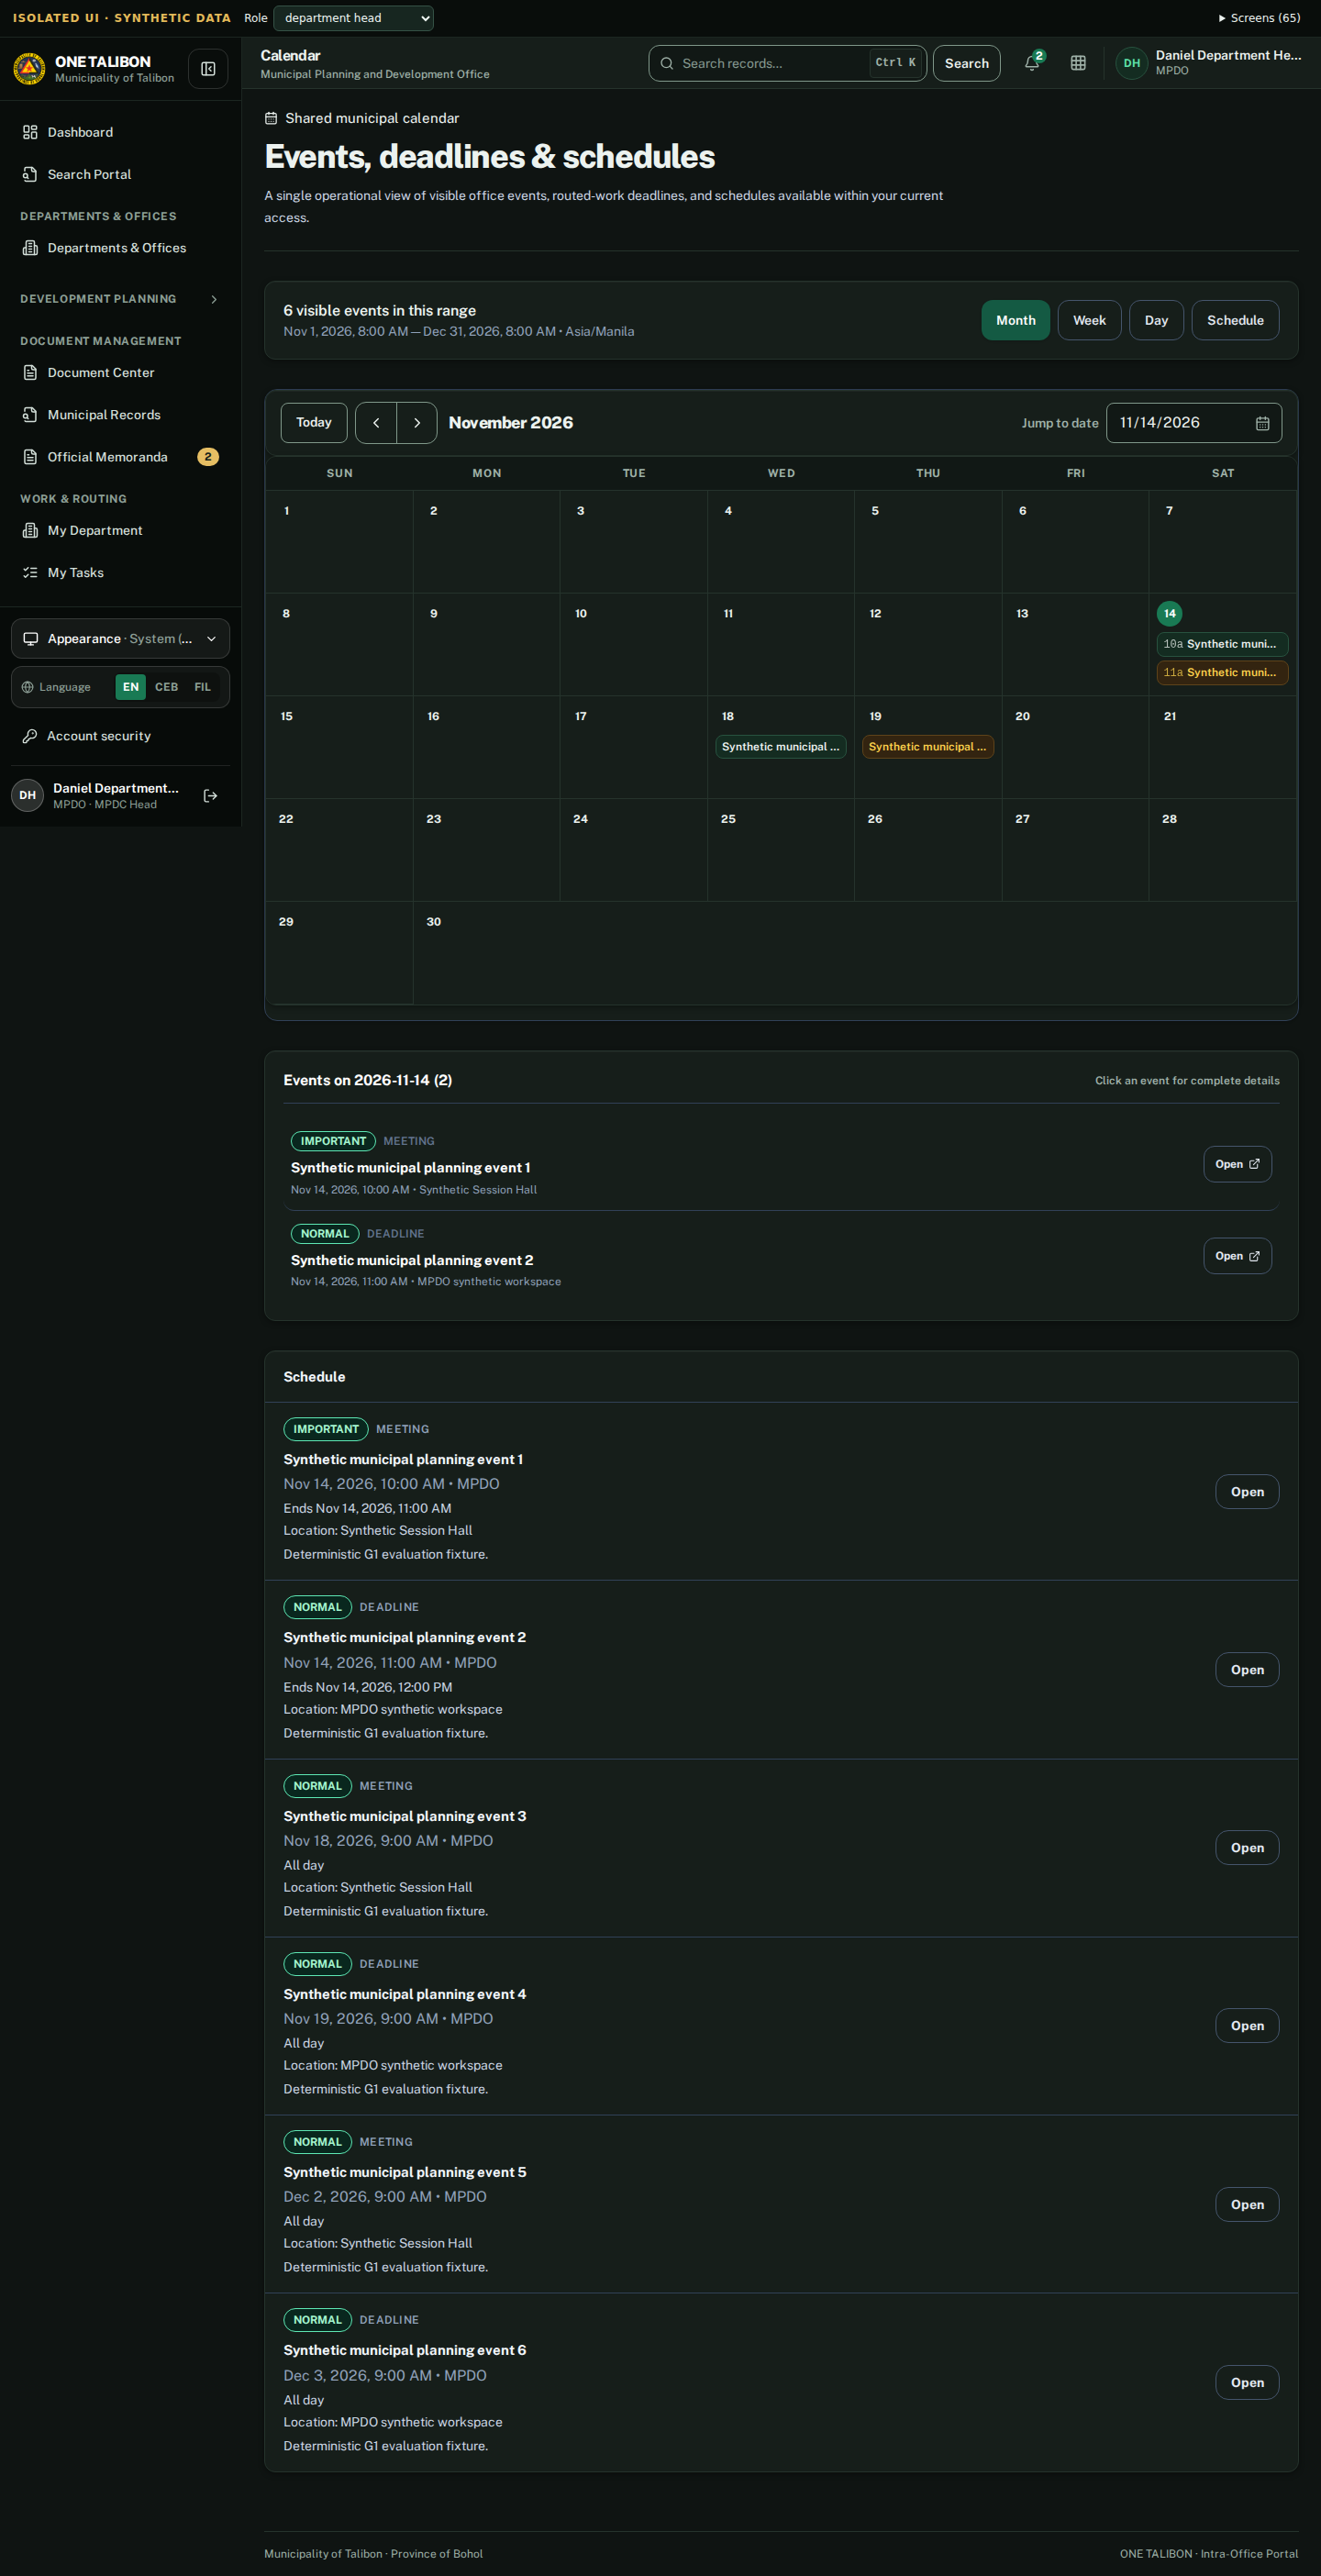 ISOLATED UI · SYNTHETIC DATA Role department head Screens (65)
ONE TALIBON
Municipality of Talibon
Calendar
Municipal Planning and Development Office
Search records... Ctrl K Search
2
DH Daniel Department He...
MPDO
Dashboard
Search Portal
DEPARTMENTS & OFFICES
Departments & Offices
DEVELOPMENT PLANNING
DOCUMENT MANAGEMENT
Document Center
Municipal Records
Official Memoranda 2
WORK & ROUTING
My Department
My Tasks
Appearance · System (...
Language EN CEB FIL
Account security
DH Daniel Department...
MPDO · MPDC Head
Shared municipal calendar
Events, deadlines & schedules
A single operational view of visible office events, routed-work deadlines, and schedules available within your current
access.
6 visible events in this range
Nov 1, 2026, 8:00 AM — Dec 31, 2026, 8:00 AM • Asia/Manila
Month Week Day Schedule
Today November 2026 Jump to date 11/14/2026
SUN MON TUE WED THU FRI SAT
1 2 3 4 5 6 7
8 9 10 11 12 13 14
10a Synthetic muni...
11a Synthetic muni...
15 16 17 18 19 20 21
Synthetic municipal ... Synthetic municipal ...
22 23 24 25 26 27 28
29 30
Events on 2026-11-14 (2) Click an event for complete details
IMPORTANT MEETING
Synthetic municipal planning event 1
Nov 14, 2026, 10:00 AM • Synthetic Session Hall
Open
NORMAL DEADLINE
Synthetic municipal planning event 2
Nov 14, 2026, 11:00 AM • MPDO synthetic workspace
Open
Schedule
IMPORTANT MEETING
Synthetic municipal planning event 1
Nov 14, 2026, 10:00 AM • MPDO
Ends Nov 14, 2026, 11:00 AM
Location: Synthetic Session Hall
Deterministic G1 evaluation fixture.
Open
NORMAL DEADLINE
Synthetic municipal planning event 2
Nov 14, 2026, 11:00 AM • MPDO
Ends Nov 14, 2026, 12:00 PM
Location: MPDO synthetic workspace
Deterministic G1 evaluation fixture.
Open
NORMAL MEETING
Synthetic municipal planning event 3
Nov 18, 2026, 9:00 AM • MPDO
All day
Location: Synthetic Session Hall
Deterministic G1 evaluation fixture.
Open
NORMAL DEADLINE
Synthetic municipal planning event 4
Nov 19, 2026, 9:00 AM • MPDO
All day
Location: MPDO synthetic workspace
Deterministic G1 evaluation fixture.
Open
NORMAL MEETING
Synthetic municipal planning event 5
Dec 2, 2026, 9:00 AM • MPDO
All day
Location: Synthetic Session Hall
Deterministic G1 evaluation fixture.
Open
NORMAL DEADLINE
Synthetic municipal planning event 6
Dec 3, 2026, 9:00 AM • MPDO
All day
Location: MPDO synthetic workspace
Deterministic G1 evaluation fixture.
Open
Municipality of Talibon · Province of Bohol ONE TALIBON · Intra-Office Portal